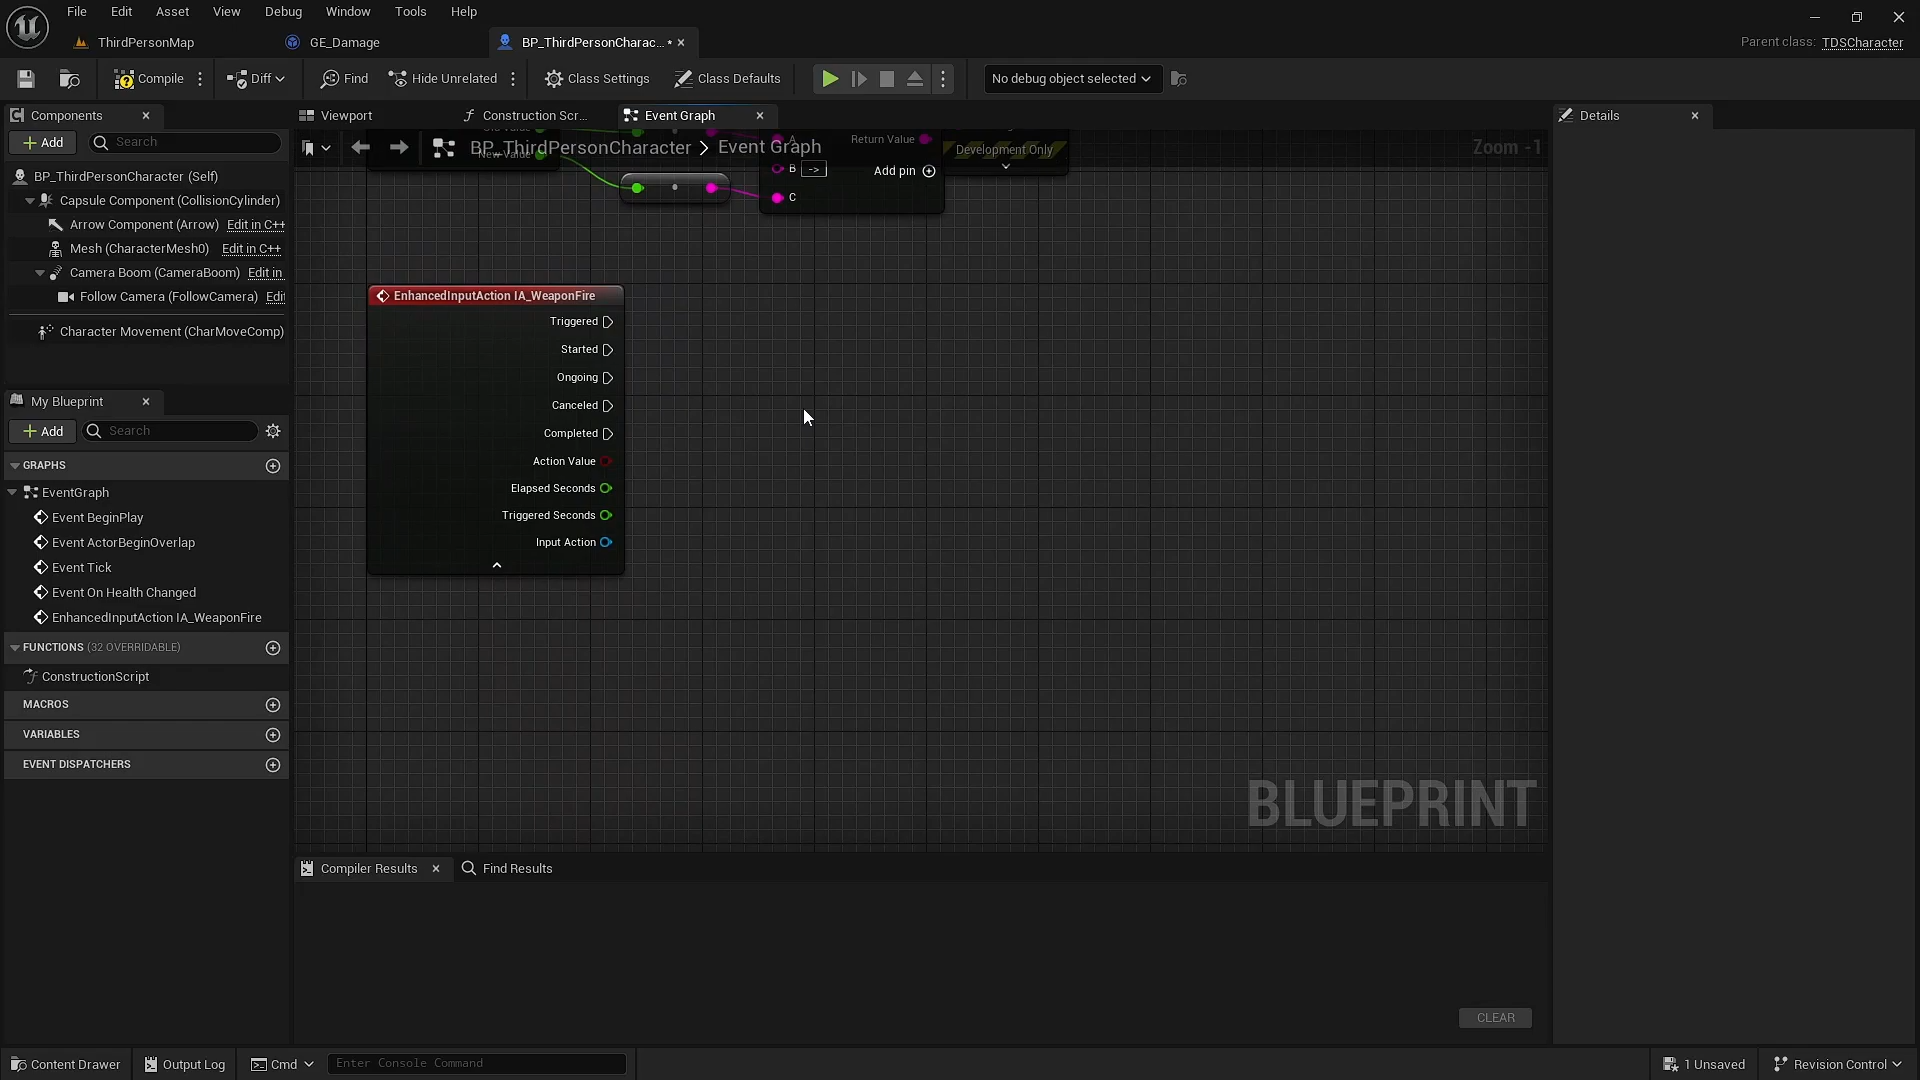 File Edit Asset View Debug Window Tools Help
ThirdPersonMap
GE_Damage
BP_ThirdPersonCharac... •
Parent class: TDSCharacter
Compile
Diff
Find
Hide Unrelated
Class Settings
Class Defaults
No debug object selected
Components
Viewport
Construction Scr...
Event Graph
Details
Add
Search
BP_ThirdPersonCharacter > Event Graph
Zoom -1
New Value
A
Return Value
Development Only
B ->
Add pin
C
BP_ThirdPersonCharacter (Self)
Capsule Component (CollisionCylinder)
Arrow Component (Arrow) Edit in C++
Mesh (CharacterMesh0) Edit in C++
Camera Boom (CameraBoom) Edit in
Follow Camera (FollowCamera) Edit
Character Movement (CharMoveComp)
EnhancedInputAction IA_WeaponFire
Triggered
Started
Ongoing
Canceled
Completed
Action Value
Elapsed Seconds
Triggered Seconds
Input Action
My Blueprint
Add
Search
GRAPHS
EventGraph
Event BeginPlay
Event ActorBeginOverlap
Event Tick
Event On Health Changed
EnhancedInputAction IA_WeaponFire
FUNCTIONS (32 OVERRIDABLE)
ConstructionScript
MACROS
VARIABLES
EVENT DISPATCHERS
BLUEPRINT
Compiler Results
Find Results
CLEAR
Content Drawer
Output Log
Cmd
Enter Console Command
1 Unsaved
Revision Control